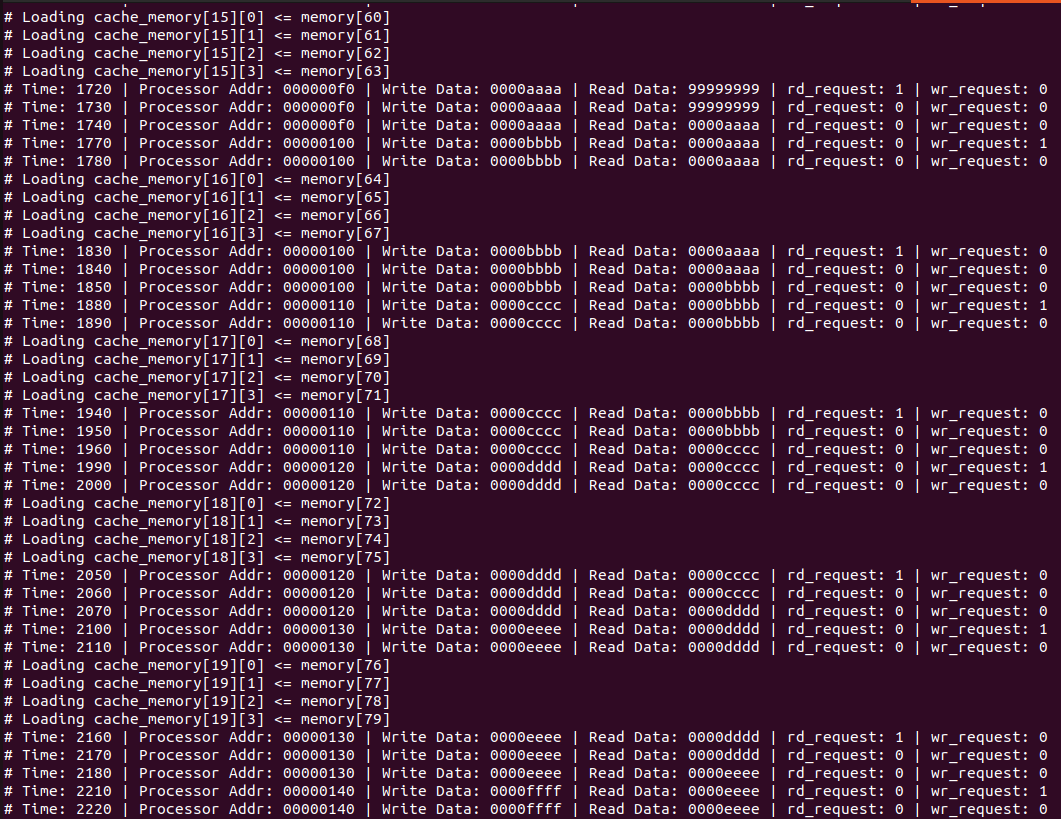 # Loading cache_memory[15][0] <= memory[60]
# Loading cache_memory[15][1] <= memory[61]
# Loading cache_memory[15][2] <= memory[62]
# Loading cache_memory[15][3] <= memory[63]
# Time: 1720 | Processor Addr: 000000f0 | Write Data: 0000aaaa | Read Data: 99999999 | rd_request: 1 | wr_request: 0
# Time: 1730 | Processor Addr: 000000f0 | Write Data: 0000aaaa | Read Data: 99999999 | rd_request: 0 | wr_request: 0
# Time: 1740 | Processor Addr: 000000f0 | Write Data: 0000aaaa | Read Data: 0000aaaa | rd_request: 0 | wr_request: 0
# Time: 1770 | Processor Addr: 00000100 | Write Data: 0000bbbb | Read Data: 0000aaaa | rd_request: 0 | wr_request: 1
# Time: 1780 | Processor Addr: 00000100 | Write Data: 0000bbbb | Read Data: 0000aaaa | rd_request: 0 | wr_request: 0
# Loading cache_memory[16][0] <= memory[64]
# Loading cache_memory[16][1] <= memory[65]
# Loading cache_memory[16][2] <= memory[66]
# Loading cache_memory[16][3] <= memory[67]
# Time: 1830 | Processor Addr: 00000100 | Write Data: 0000bbbb | Read Data: 0000aaaa | rd_request: 1 | wr_request: 0
# Time: 1840 | Processor Addr: 00000100 | Write Data: 0000bbbb | Read Data: 0000aaaa | rd_request: 0 | wr_request: 0
# Time: 1850 | Processor Addr: 00000100 | Write Data: 0000bbbb | Read Data: 0000bbbb | rd_request: 0 | wr_request: 0
# Time: 1880 | Processor Addr: 00000110 | Write Data: 0000cccc | Read Data: 0000bbbb | rd_request: 0 | wr_request: 1
# Time: 1890 | Processor Addr: 00000110 | Write Data: 0000cccc | Read Data: 0000bbbb | rd_request: 0 | wr_request: 0
# Loading cache_memory[17][0] <= memory[68]
# Loading cache_memory[17][1] <= memory[69]
# Loading cache_memory[17][2] <= memory[70]
# Loading cache_memory[17][3] <= memory[71]
# Time: 1940 | Processor Addr: 00000110 | Write Data: 0000cccc | Read Data: 0000bbbb | rd_request: 1 | wr_request: 0
# Time: 1950 | Processor Addr: 00000110 | Write Data: 0000cccc | Read Data: 0000bbbb | rd_request: 0 | wr_request: 0
# Time: 1960 | Processor Addr: 00000110 | Write Data: 0000cccc | Read Data: 0000cccc | rd_request: 0 | wr_request: 0
# Time: 1990 | Processor Addr: 00000120 | Write Data: 0000dddd | Read Data: 0000cccc | rd_request: 0 | wr_request: 1
# Time: 2000 | Processor Addr: 00000120 | Write Data: 0000dddd | Read Data: 0000cccc | rd_request: 0 | wr_request: 0
# Loading cache_memory[18][0] <= memory[72]
# Loading cache_memory[18][1] <= memory[73]
# Loading cache_memory[18][2] <= memory[74]
# Loading cache_memory[18][3] <= memory[75]
# Time: 2050 | Processor Addr: 00000120 | Write Data: 0000dddd | Read Data: 0000cccc | rd_request: 1 | wr_request: 0
# Time: 2060 | Processor Addr: 00000120 | Write Data: 0000dddd | Read Data: 0000cccc | rd_request: 0 | wr_request: 0
# Time: 2070 | Processor Addr: 00000120 | Write Data: 0000dddd | Read Data: 0000dddd | rd_request: 0 | wr_request: 0
# Time: 2100 | Processor Addr: 00000130 | Write Data: 0000eeee | Read Data: 0000dddd | rd_request: 0 | wr_request: 1
# Time: 2110 | Processor Addr: 00000130 | Write Data: 0000eeee | Read Data: 0000dddd | rd_request: 0 | wr_request: 0
# Loading cache_memory[19][0] <= memory[76]
# Loading cache_memory[19][1] <= memory[77]
# Loading cache_memory[19][2] <= memory[78]
# Loading cache_memory[19][3] <= memory[79]
# Time: 2160 | Processor Addr: 00000130 | Write Data: 0000eeee | Read Data: 0000dddd | rd_request: 1 | wr_request: 0
# Time: 2170 | Processor Addr: 00000130 | Write Data: 0000eeee | Read Data: 0000dddd | rd_request: 0 | wr_request: 0
# Time: 2180 | Processor Addr: 00000130 | Write Data: 0000eeee | Read Data: 0000eeee | rd_request: 0 | wr_request: 0
# Time: 2210 | Processor Addr: 00000140 | Write Data: 0000ffff | Read Data: 0000eeee | rd_request: 0 | wr_request: 1
# Time: 2220 | Processor Addr: 00000140 | Write Data: 0000ffff | Read Data: 0000eeee | rd_request: 0 | wr_request: 0